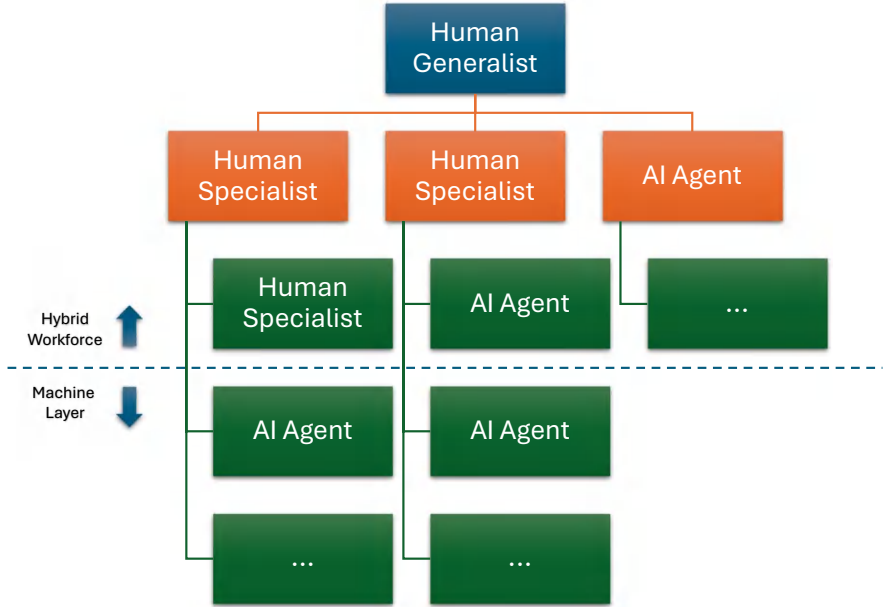 Human
Generalist
Human
Specialist
Human
Specialist
AI Agent
Human
Specialist
AI Agent
...
Hybrid
Workforce
Machine
Layer
AI Agent
AI Agent
...
...